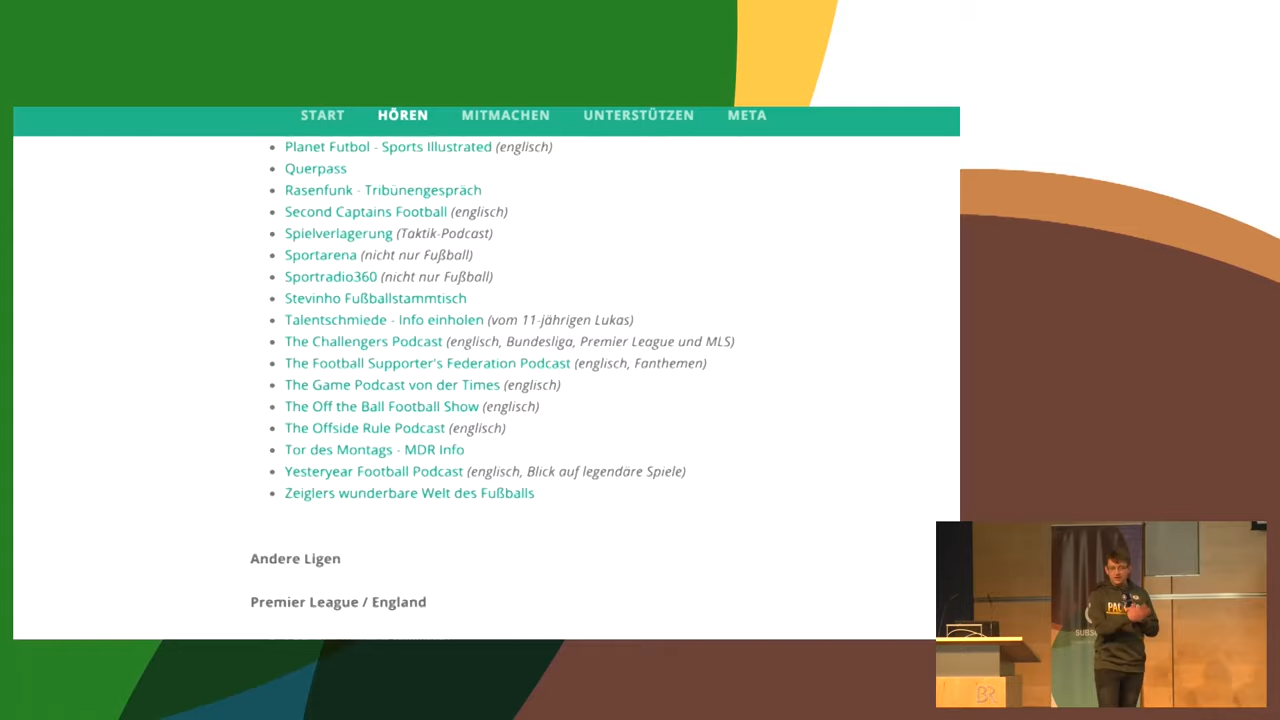 START HÖREN MITMACHEN UNTERSTÜTZEN META
Planet Futbol - Sports Illustrated (englisch)
Querpass
Rasenfunk - Tribünengespräch
Second Captains Football (englisch)
Spielverlagerung (Taktik-Podcast)
Sportarena (nicht nur Fußball)
Sportradio360 (nicht nur Fußball)
Stevinho Fußballstammtisch
Talentschmiede - Info einholen (vom 11-jährigen Lukas)
The Challengers Podcast (englisch, Bundesliga, Premier League und MLS)
The Football Supporter's Federation Podcast (englisch, Fanthemen)
The Game Podcast von der Times (englisch)
The Off the Ball Football Show (englisch)
The Offside Rule Podcast (englisch)
Tor des Montags - MDR Info
Yesteryear Football Podcast (englisch, Blick auf legendäre Spiele)
Zeiglers wunderbare Welt des Fußballs
Andere Ligen
Premier League / England
BR